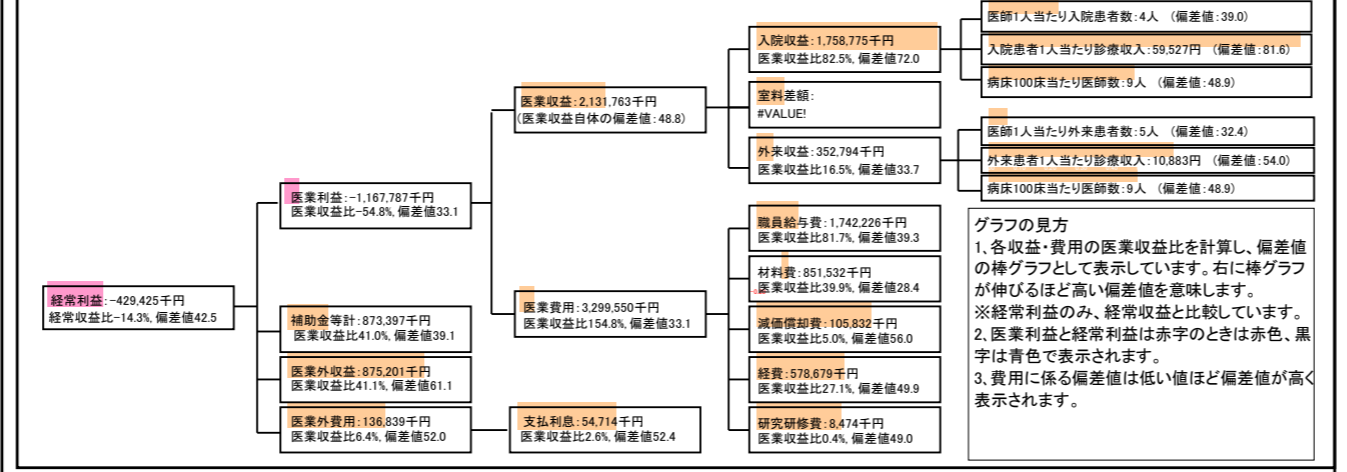 経常利益:-429,425千円
経常収益比-14.3%, 偏差値42.5
医業利益:-1,167,787千円
医業収益比-54.8%, 偏差値33.1
補助金等計:873,397千円
医業収益比41.0%, 偏差値39.1
医業外収益:875,201千円
医業収益比41.1%, 偏差値61.1
医業外費用:136,839千円
医業収益比6.4%, 偏差値52.0
医業収益:2,131,763千円
(医業収益自体の偏差値:48.8)
医業費用:3,299,550千円
医業収益比154.8%, 偏差値33.1
支払利息:54,714千円
医業収益比2.6%, 偏差値52.4
入院収益:1,758,775千円
医業収益比82.5%, 偏差値72.0
室料差額:
#VALUE!
外来収益:352,794千円
医業収益比16.5%, 偏差値33.7
職員給与費:1,742,226千円
医業収益比81.7%, 偏差値39.3
材料費:851,532千円
医業収益比39.9%, 偏差値28.4
減価償却費:105,832千円
医業収益比5.0%, 偏差値56.0
経費:578,679千円
医業収益比27.1%, 偏差値49.9
研究研修費:8,474千円
医業収益比0.4%, 偏差値49.0
医師1人当たり入院患者数:4人 (偏差値:39.0)
入院患者1人当たり診療収入:59,527円 (偏差値:81.6)
病床100床当たり医師数:9人 (偏差値:48.9)
医師1人当たり外来患者数:5人 (偏差値:32.4)
外来患者1人当たり診療収入:10,883円 (偏差値:54.0)
病床100床当たり医師数:9人 (偏差値:48.9)
グラフの見方
1、各収益・費用の医業収益比を計算し、偏差値
の棒グラフとして表示しています。右に棒グラフ
が伸びるほど高い偏差値を意味します。
※経常利益のみ、経常収益と比較しています。
2、医業利益と経常利益は赤字のときは赤色、黒
字は青色で表示されます。
3、費用に係る偏差値は低い値ほど偏差値が高く
表示されます。